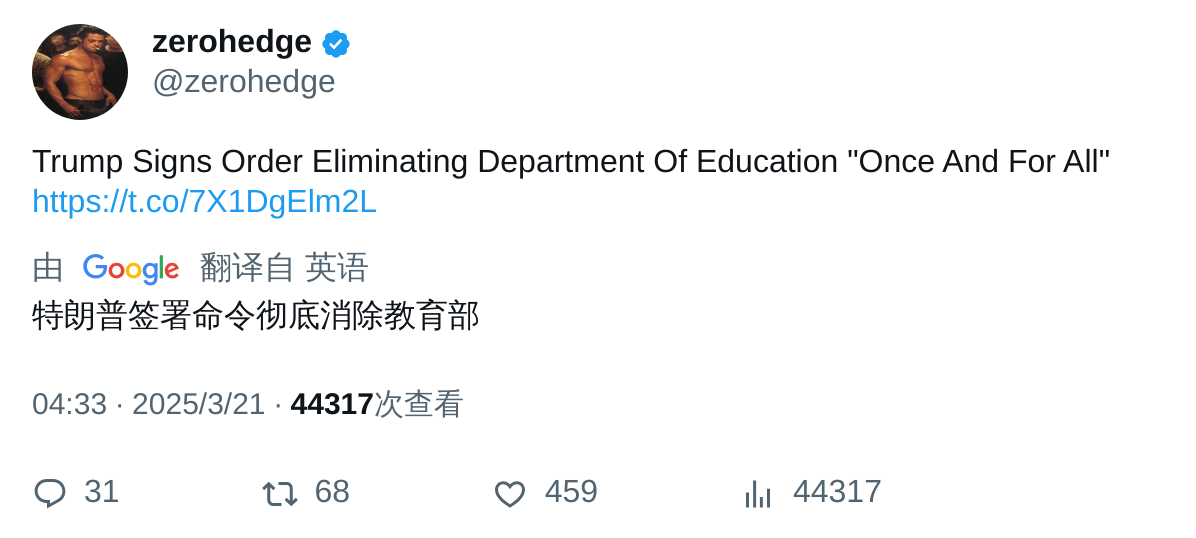 zerohedge
@zerohedge
Trump Signs Order Eliminating Department Of Education "Once And For All"
https://t.co/7X1DgElm2L
由 Google 翻译自 英语
特朗普签署命令彻底消除教育部
04:33 · 2025/3/21 · 44317次查看
31 68 459 44317